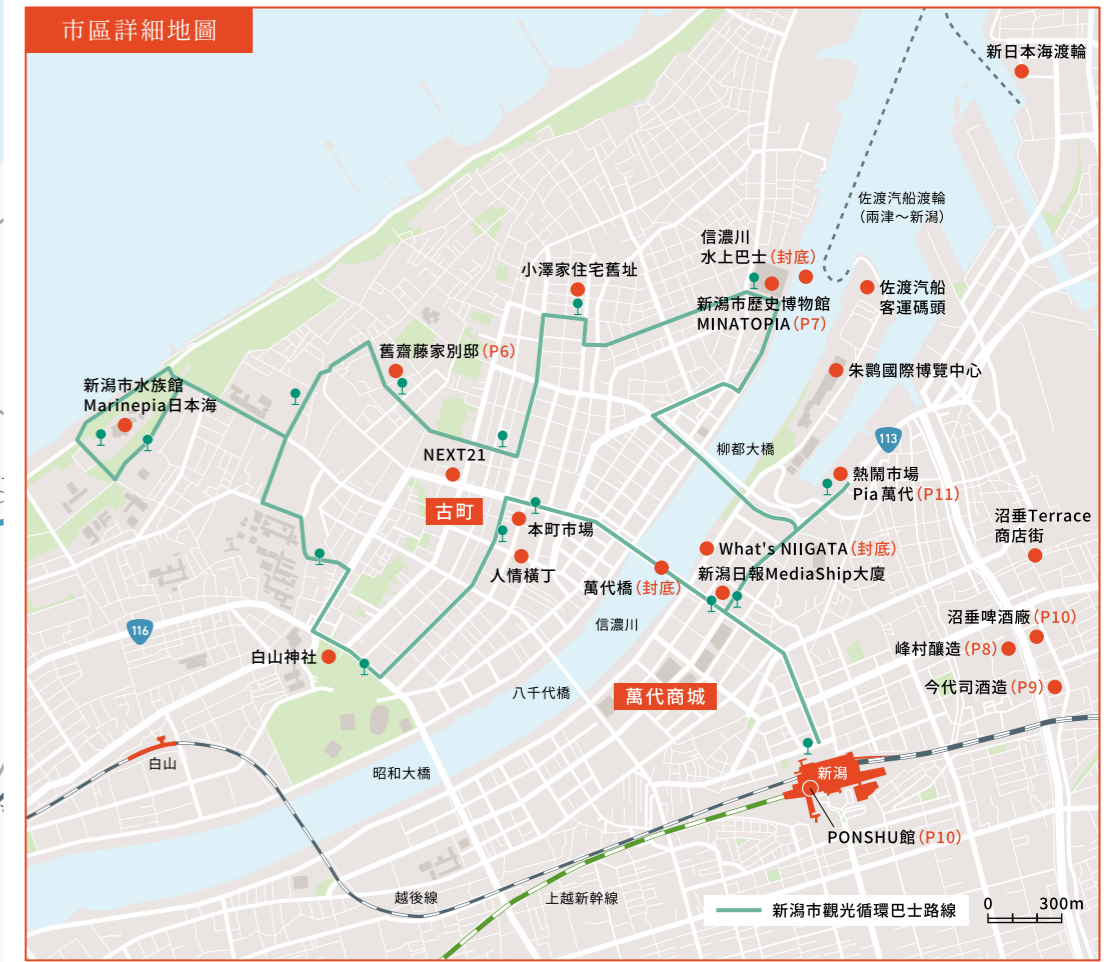 市區詳細地圖
新日本海渡輪
佐渡汽船渡輪
（兩津～新潟）
信濃川
水上巴士(封底)
小澤家住宅舊址
佐渡汽船
客運碼頭
新潟市歷史博物館
MINATOPIA(P7)
舊齋藤家別邸(P6)
朱鷺國際博覽中心
新潟市水族館
Marinepia日本海
113
柳都大橋
NEXT21
熱鬧市場
Pia萬代(P11)
古町
沼垂Terrace
商店街
本町市場
What's NIIGATA(封底)
人情橫丁
新潟日報MediaShip大廈
萬代橋(封底)
沼垂啤酒廠(P10)
信濃川
116
峰村釀造(P8)
白山神社
今代司酒造(P9)
八千代橋
萬代商城
白山
昭和大橋
新潟
PONSHU館(P10)
越後線
上越新幹線
新潟市觀光循環巴士路線
0 300m